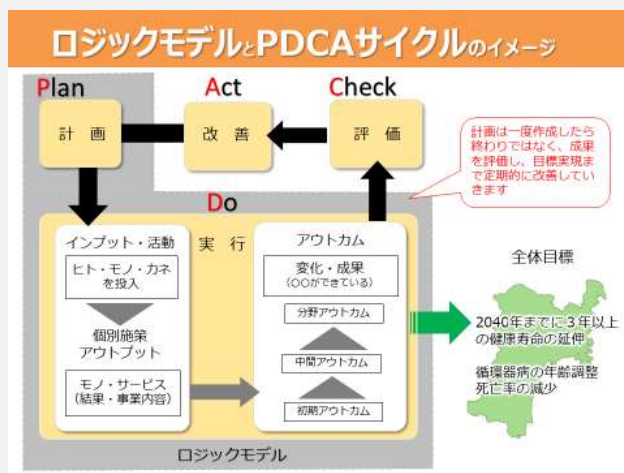 ロジックモデルとPDCAサイクルのイメージ
Plan
Act
Check
計 画
改 善
評 価
計画は一度作成したら
終わりではなく、成果
を評価し、目標実現ま
で定期的に改善してい
きます
Do
インプット・活動
実 行
アウトカム
ヒト・モノ・カネ
を投入
変化・成果
(〇〇ができている)
個別施策
アウトプット
分野アウトカム
中間アウトカム
モノ・サービス
(結果・事業内容)
初期アウトカム
ロジックモデル
全体目標
2040年までに３年以上
の健康寿命の延伸
循環器病の年齢調整
死亡率の減少